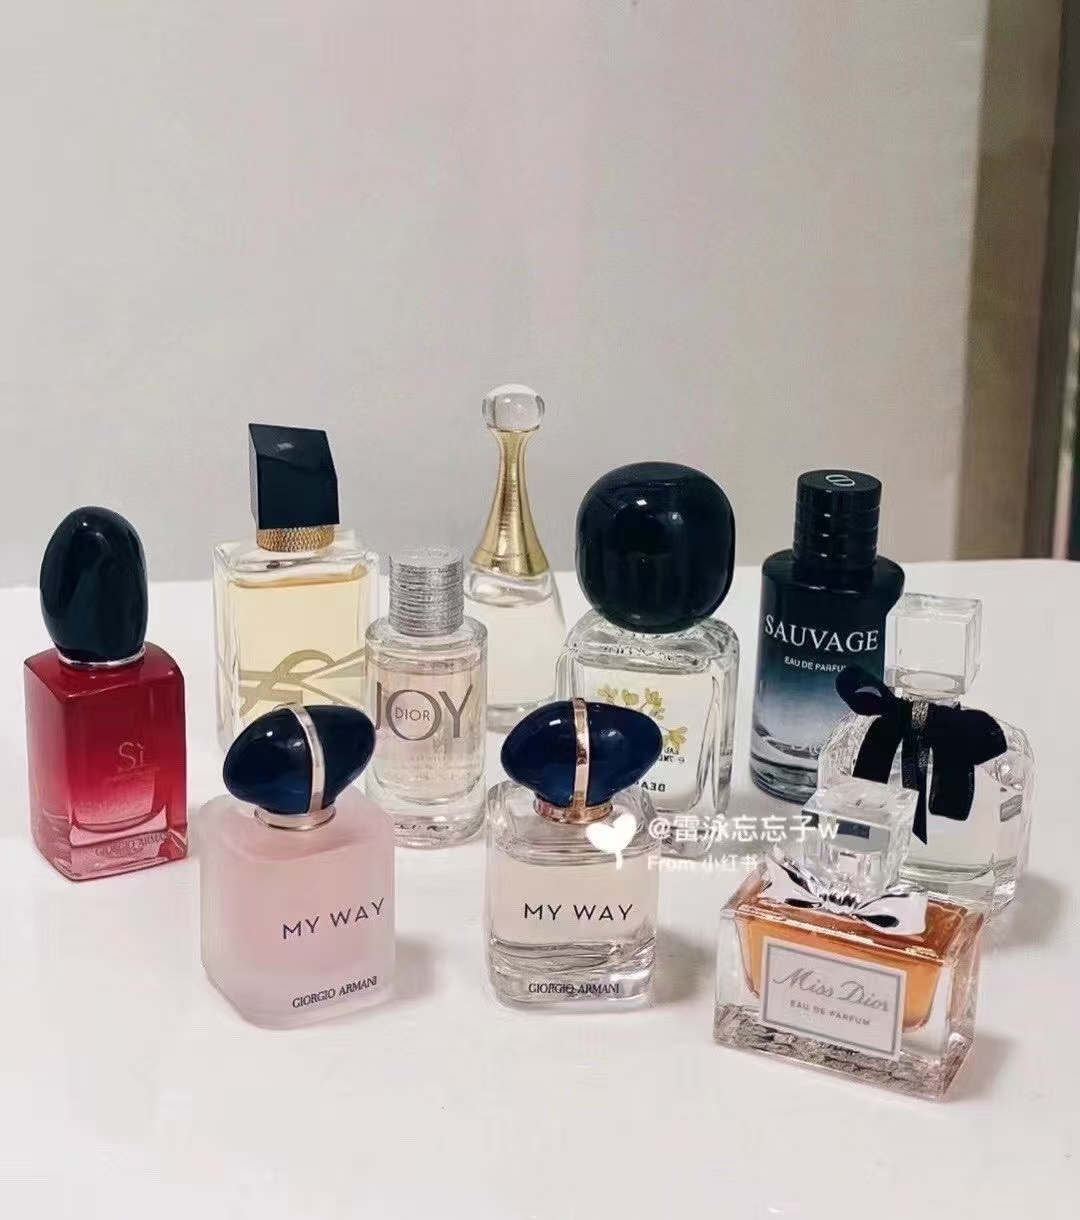 SAUVAGE
EAU DE PARFUM
JOY
DIOR
Sì
GIORGIO ARMANI
@雷泳忘忘子w
From 小红书
MY WAY
GIORGIO ARMANI
MY WAY
GIORGIO ARMANI
Miss Dior
EAU DE PARFUM